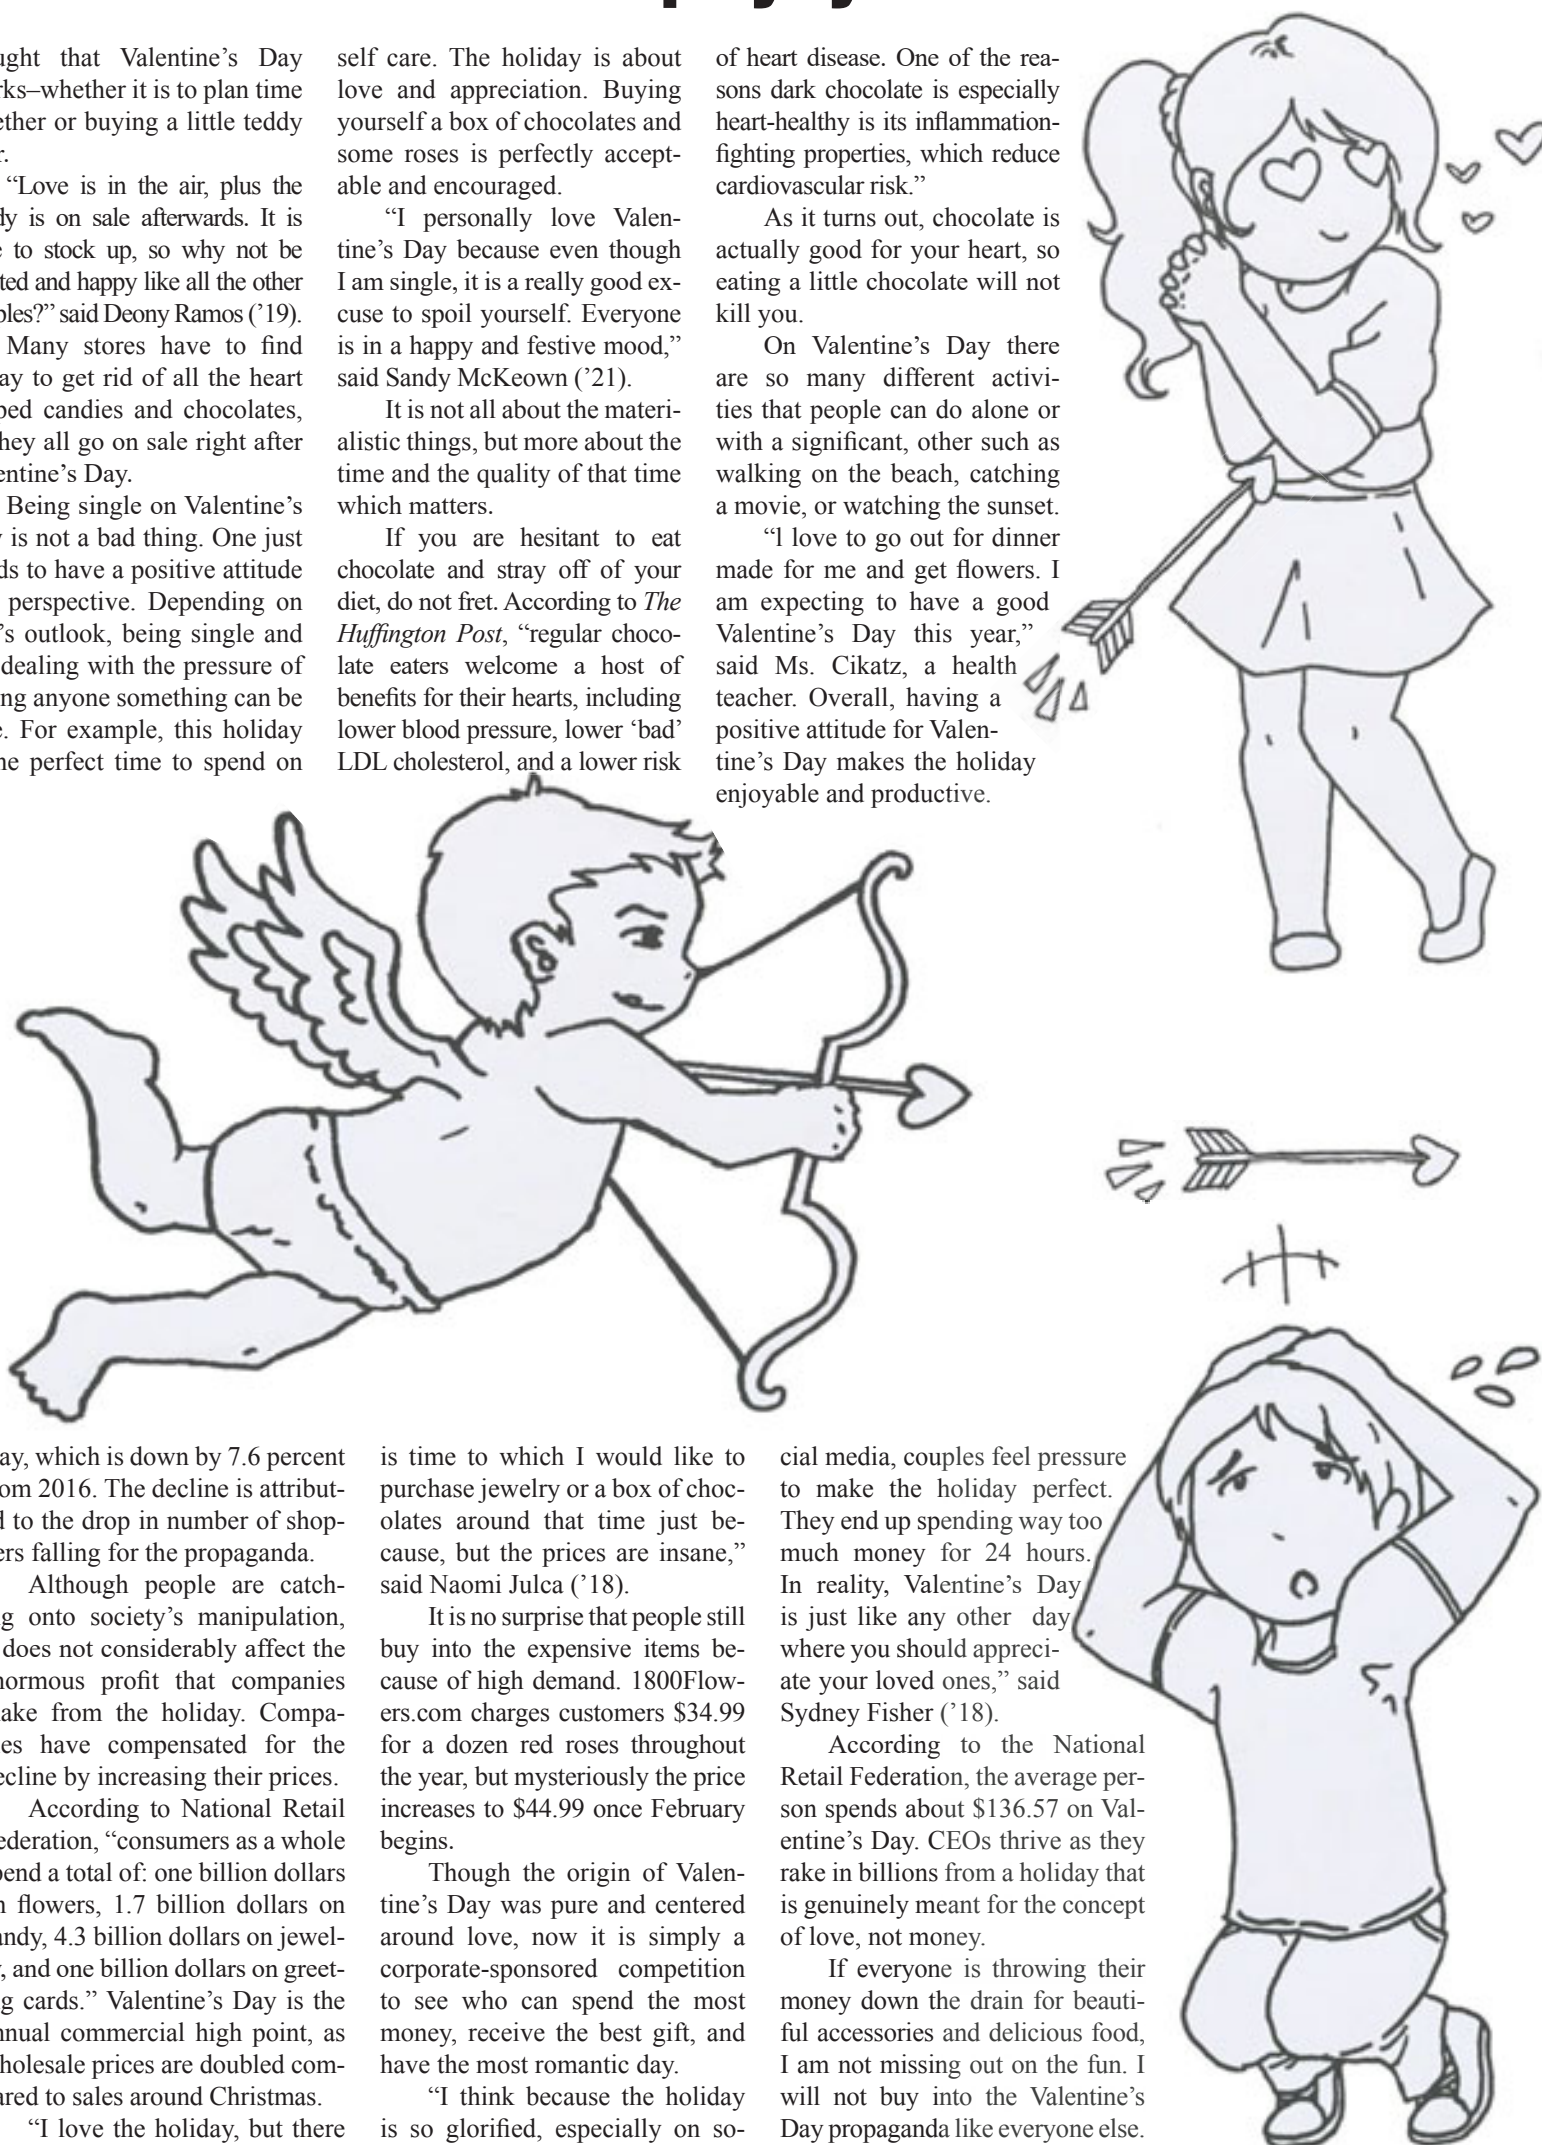 ught that Valentine’s Day
rks–whether it is to plan time
ether or buying a little teddy
r.
“Love is in the air, plus the
dy is on sale afterwards. It is
e to stock up, so why not be
ted and happy like all the other
ples?” said Deony Ramos (’19).
Many stores have to find
ay to get rid of all the heart
ped candies and chocolates,
hey all go on sale right after
entine’s Day.
Being single on Valentine’s
y is not a bad thing. One just
ds to have a positive attitude
perspective. Depending on
’s outlook, being single and
dealing with the pressure of
ng anyone something can be
e. For example, this holiday
he perfect time to spend on
self care. The holiday is about
love and appreciation. Buying
yourself a box of chocolates and
some roses is perfectly accept-
able and encouraged.
“I personally love Valen-
tine’s Day because even though
I am single, it is a really good ex-
cuse to spoil yourself. Everyone
is in a happy and festive mood,”
said Sandy McKeown (’21).
It is not all about the materi-
alistic things, but more about the
time and the quality of that time
which matters.
If you are hesitant to eat
chocolate and stray off of your
diet, do not fret. According to The
Huffington Post, “regular choco-
late eaters welcome a host of
benefits for their hearts, including
lower blood pressure, lower ‘bad’
LDL cholesterol, and a lower risk
of heart disease. One of the rea-
sons dark chocolate is especially
heart-healthy is its inflammation-
fighting properties, which reduce
cardiovascular risk.”
As it turns out, chocolate is
actually good for your heart, so
eating a little chocolate will not
kill you.
On Valentine’s Day there
are so many different activi-
ties that people can do alone or
with a significant, other such as
walking on the beach, catching
a movie, or watching the sunset.
“l love to go out for dinner
made for me and get flowers. I
am expecting to have a good
Valentine’s Day this year,”
said Ms. Cikatz, a health
teacher. Overall, having a
positive attitude for Valen-
tine’s Day makes the holiday
enjoyable and productive.
ay, which is down by 7.6 percent
om 2016. The decline is attribut-
d to the drop in number of shop-
ers falling for the propaganda.
Although people are catch-
g onto society’s manipulation,
does not considerably affect the
normous profit that companies
ake from the holiday. Compa-
es have compensated for the
ecline by increasing their prices.
According to National Retail
ederation, “consumers as a whole
pend a total of: one billion dollars
n flowers, 1.7 billion dollars on
andy, 4.3 billion dollars on jewel-
, and one billion dollars on greet-
g cards.” Valentine’s Day is the
nnual commercial high point, as
holesale prices are doubled com-
ared to sales around Christmas.
“I love the holiday, but there
is time to which I would like to
purchase jewelry or a box of choc-
olates around that time just be-
cause, but the prices are insane,”
said Naomi Julca (’18).
It is no surprise that people still
buy into the expensive items be-
cause of high demand. 1800Flow-
ers.com charges customers $34.99
for a dozen red roses throughout
the year, but mysteriously the price
increases to $44.99 once February
begins.
Though the origin of Valen-
tine’s Day was pure and centered
around love, now it is simply a
corporate-sponsored competition
to see who can spend the most
money, receive the best gift, and
have the most romantic day.
“I think because the holiday
is so glorified, especially on so-
cial media, couples feel pressure
to make the holiday perfect.
They end up spending way too
much money for 24 hours.
In reality, Valentine’s Day
is just like any other day
where you should appreci-
ate your loved ones,” said
Sydney Fisher (’18).
According to the National
Retail Federation, the average per-
son spends about $136.57 on Val-
entine’s Day. CEOs thrive as they
rake in billions from a holiday that
is genuinely meant for the concept
of love, not money.
If everyone is throwing their
money down the drain for beauti-
ful accessories and delicious food,
I am not missing out on the fun. I
will not buy into the Valentine’s
Day propaganda like everyone else.